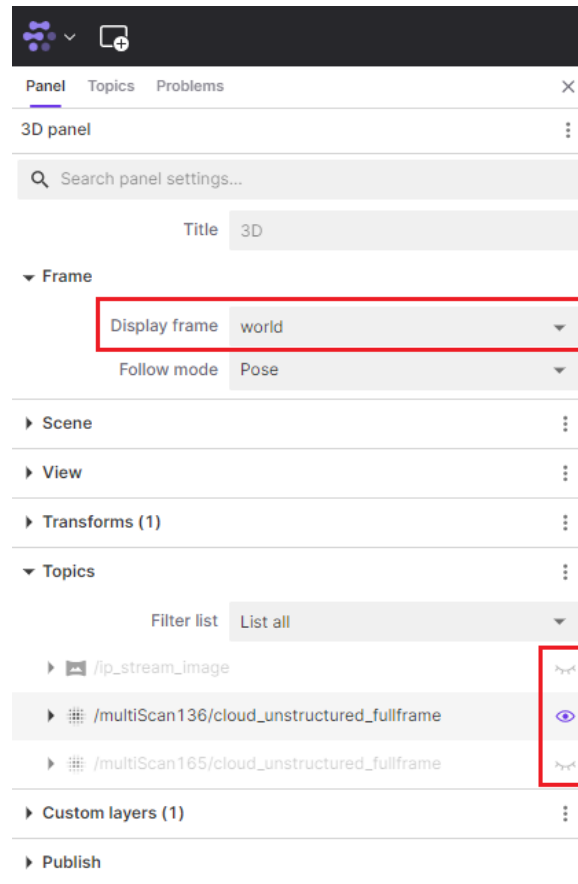 Panel Topics Problems
3D panel
Search panel settings...
Title 3D
Frame
Display frame world
Follow mode Pose
Scene
View
Transforms (1)
Topics
Filter list List all
/ip_stream_image
/multiScan136/cloud_unstructured_fullframe
/multiScan165/cloud_unstructured_fullframe
Custom layers (1)
Publish